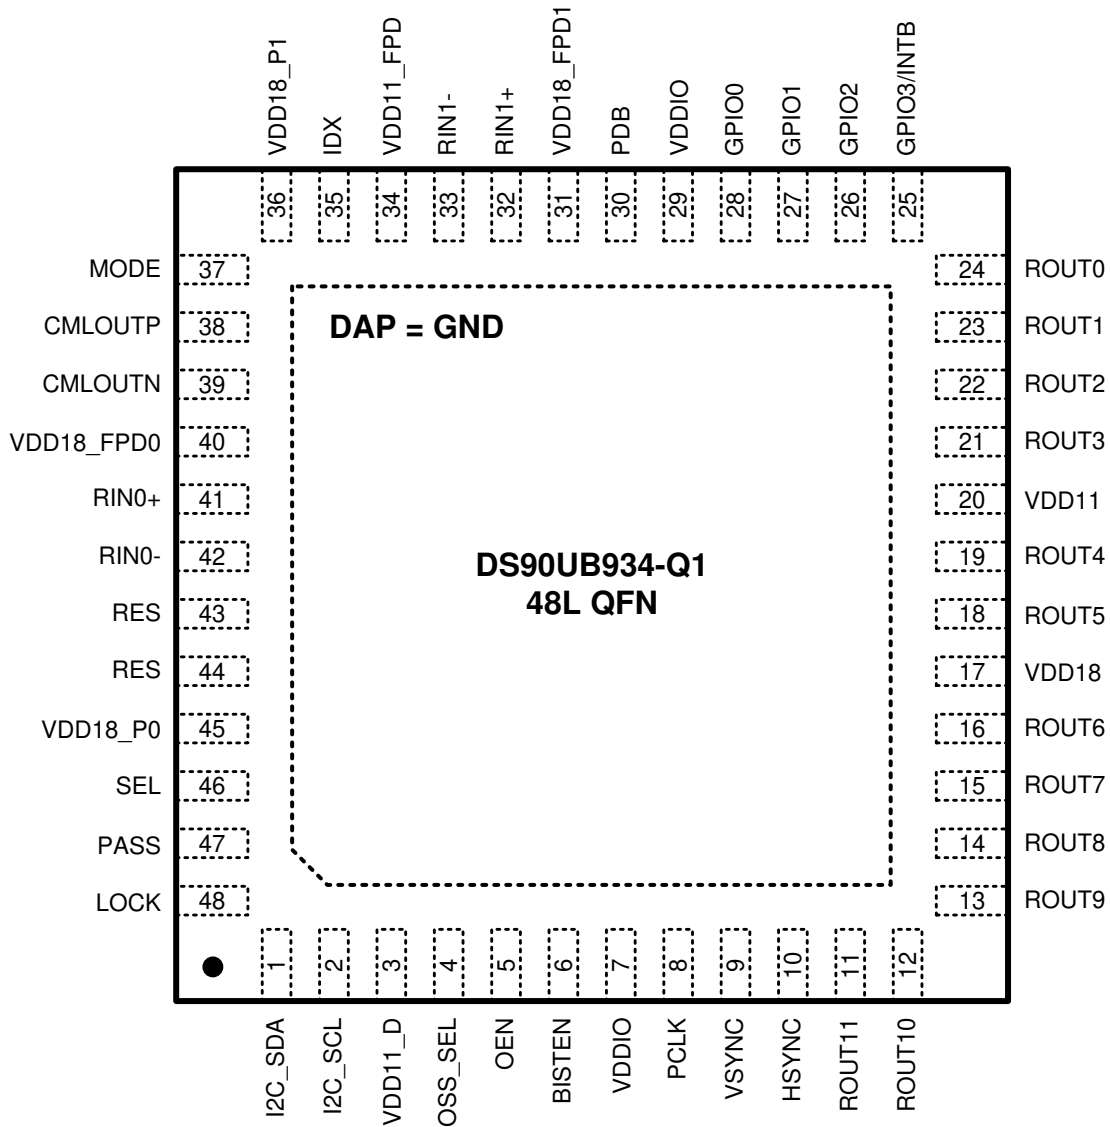 VDD18_P1
IDX
VDD11_FPD
RIN1-
RIN1+
VDD18_FPD1
PDB
VDDIO
GPIO0
GPIO1
GPIO2
GPIO3/INTB
36
35
34
33
32
31
30
29
28
27
26
25
MODE 37
CMLOUTP 38
CMLOUTN 39
VDD18_FPD0 40
RIN0+ 41
RIN0- 42
RES 43
RES 44
VDD18_P0 45
SEL 46
PASS 47
LOCK 48
DAP = GND
DS90UB934-Q1
48L QFN
24 ROUT0
23 ROUT1
22 ROUT2
21 ROUT3
20 VDD11
19 ROUT4
18 ROUT5
17 VDD18
16 ROUT6
15 ROUT7
14 ROUT8
13 ROUT9
1
2
3
4
5
6
7
8
9
10
11
12
I2C_SDA
I2C_SCL
VDD11_D
OSS_SEL
OEN
BISTEN
VDDIO
PCLK
VSYNC
HSYNC
ROUT11
ROUT10